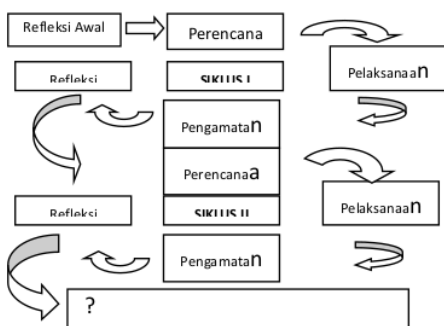 Refleksi Awal
Perencana
Pelaksanaan
Refleksi
SIKLUS I
Pengamatan
Perencanaa
Pelaksanaan
Refleksi
SIKLUS II
Pengamatan
?